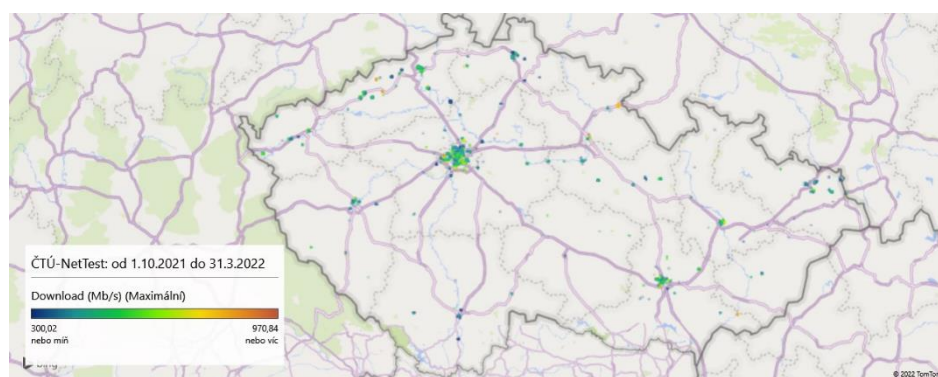 ČTÚ-NetTest: od 1.10.2021 do 31.3.2022
Download (Mb/s) (Maximální)
300,02 970,84
nebo míň nebo víc
© 2022 TomTom